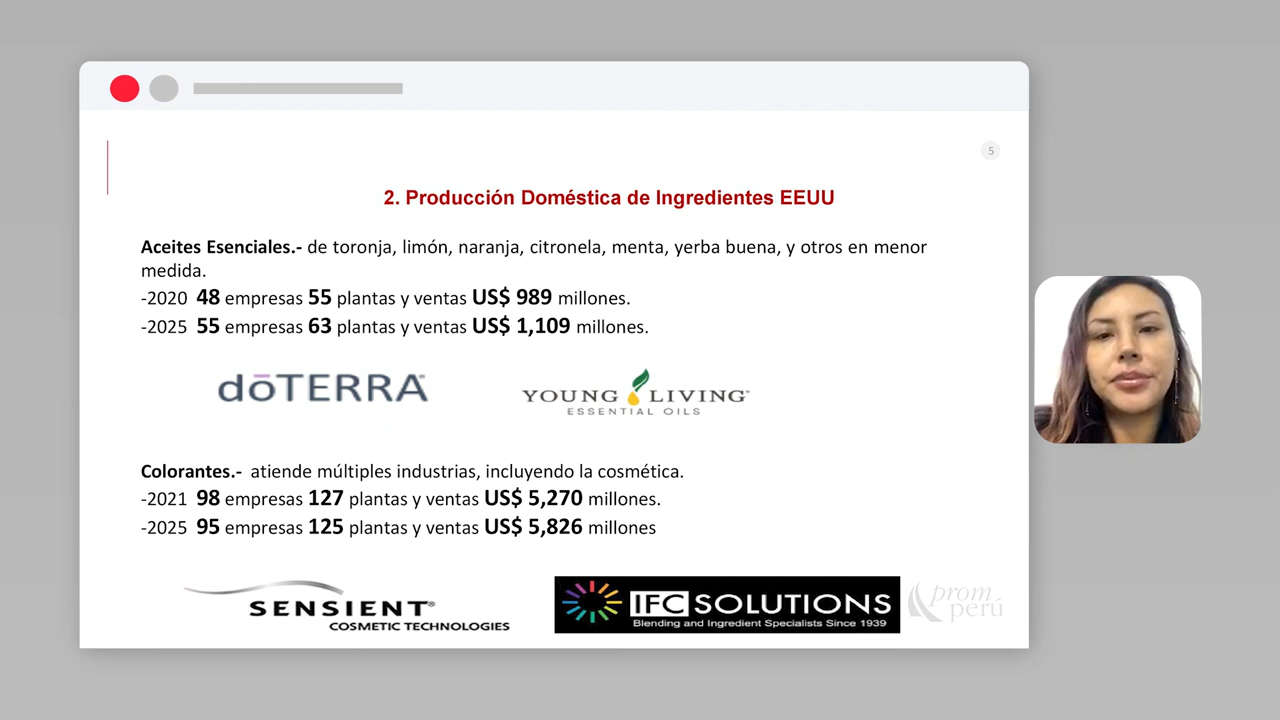 5
2. Producción Doméstica de Ingredientes EEUU
Aceites Esenciales.- de toronja, limón, naranja, citronela, menta, yerba buena, y otros en menor
medida.
-2020 48 empresas 55 plantas y ventas US$ 989 millones.
-2025 55 empresas 63 plantas y ventas US$ 1,109 millones.
dōTERRA
YOUNG LIVING
ESSENTIAL OILS
Colorantes.- atiende múltiples industrias, incluyendo la cosmética.
-2021 98 empresas 127 plantas y ventas US$ 5,270 millones.
-2025 95 empresas 125 plantas y ventas US$ 5,826 millones
SENSIENT®
COSMETIC TECHNOLOGIES
IFC SOLUTIONS
Blending and Ingredient Specialists Since 1939
prom
perú